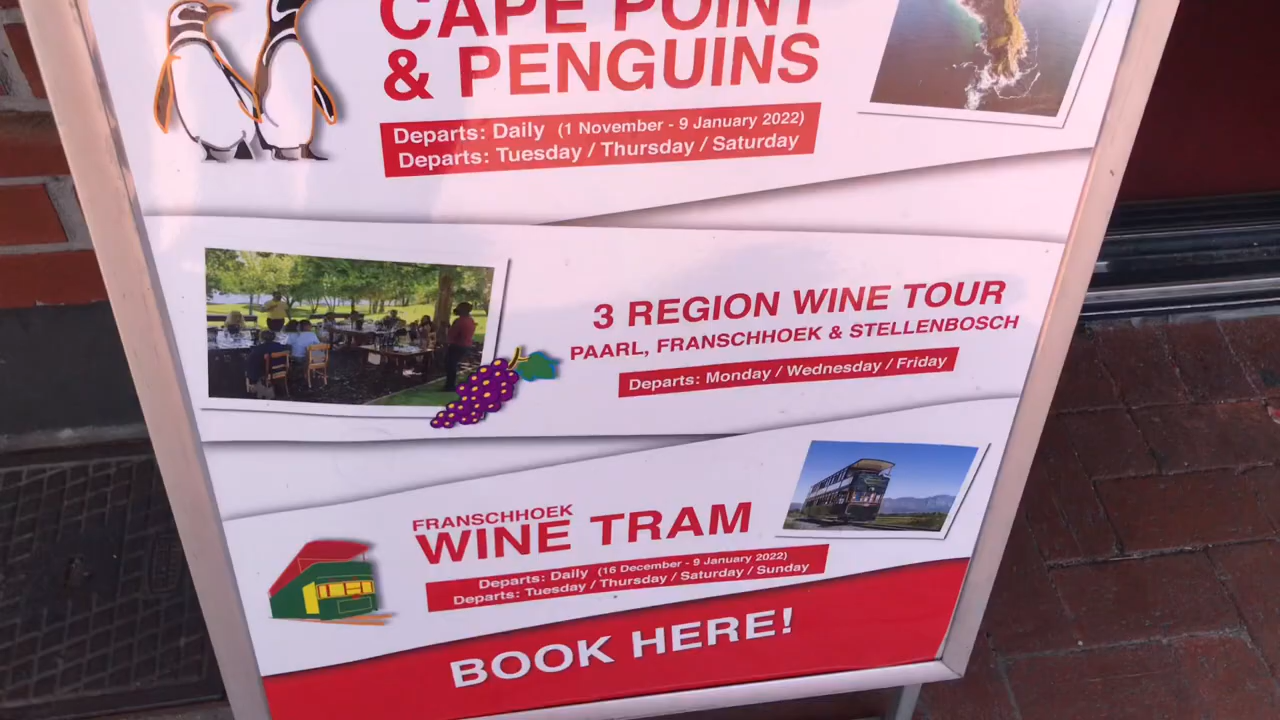 CAPE POINT
& PENGUINS
Departs: Daily (1 November - 9 January 2022)
Departs: Tuesday / Thursday / Saturday
3 REGION WINE TOUR
PAARL, FRANSCHHOEK & STELLENBOSCH
Departs: Monday / Wednesday / Friday
FRANSCHHOEK
WINE TRAM
Departs: Daily (16 December - 9 January 2022)
Departs: Tuesday / Thursday / Saturday / Sunday
BOOK HERE!